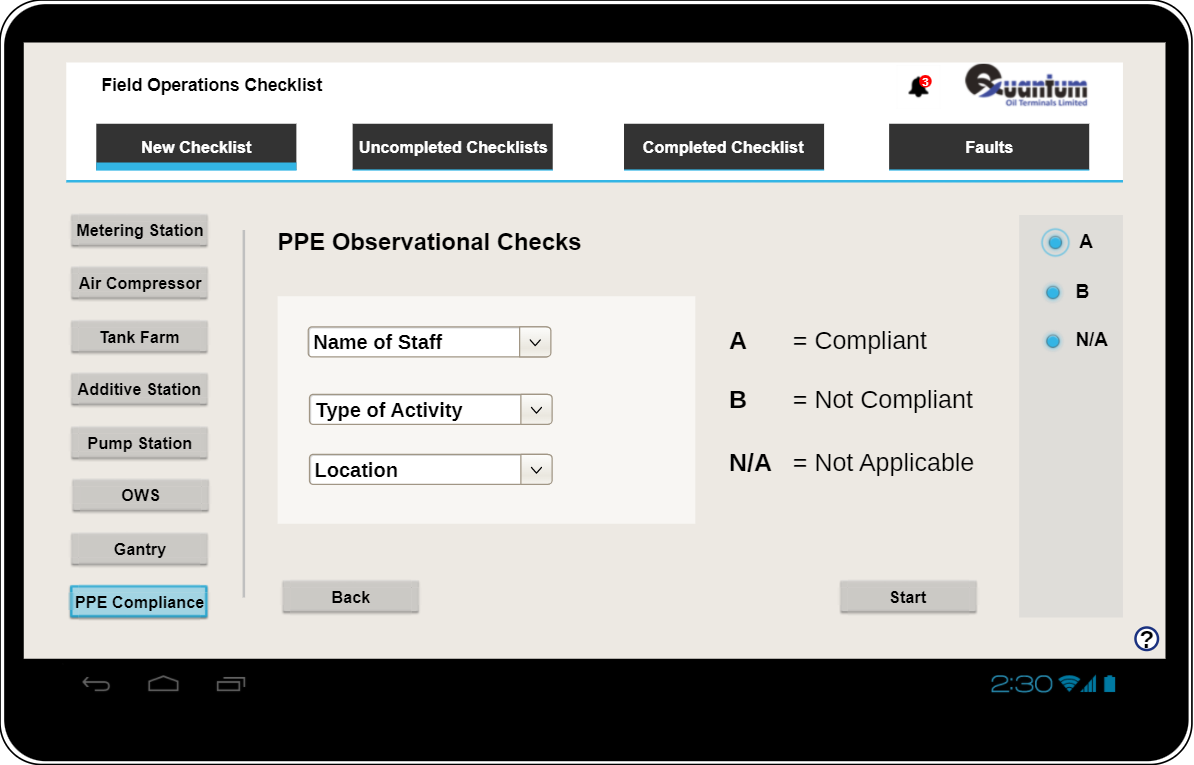 Field Operations Checklist
3
Quantum
Oil Terminals Limited
New Checklist
Uncompleted Checklists
Completed Checklist
Faults
Metering Station
Air Compressor
Tank Farm
Additive Station
Pump Station
OWS
Gantry
PPE Compliance
PPE Observational Checks
Name of Staff
Type of Activity
Location
A = Compliant
B = Not Compliant
N/A = Not Applicable
A
B
N/A
Back
Start
?
2:30